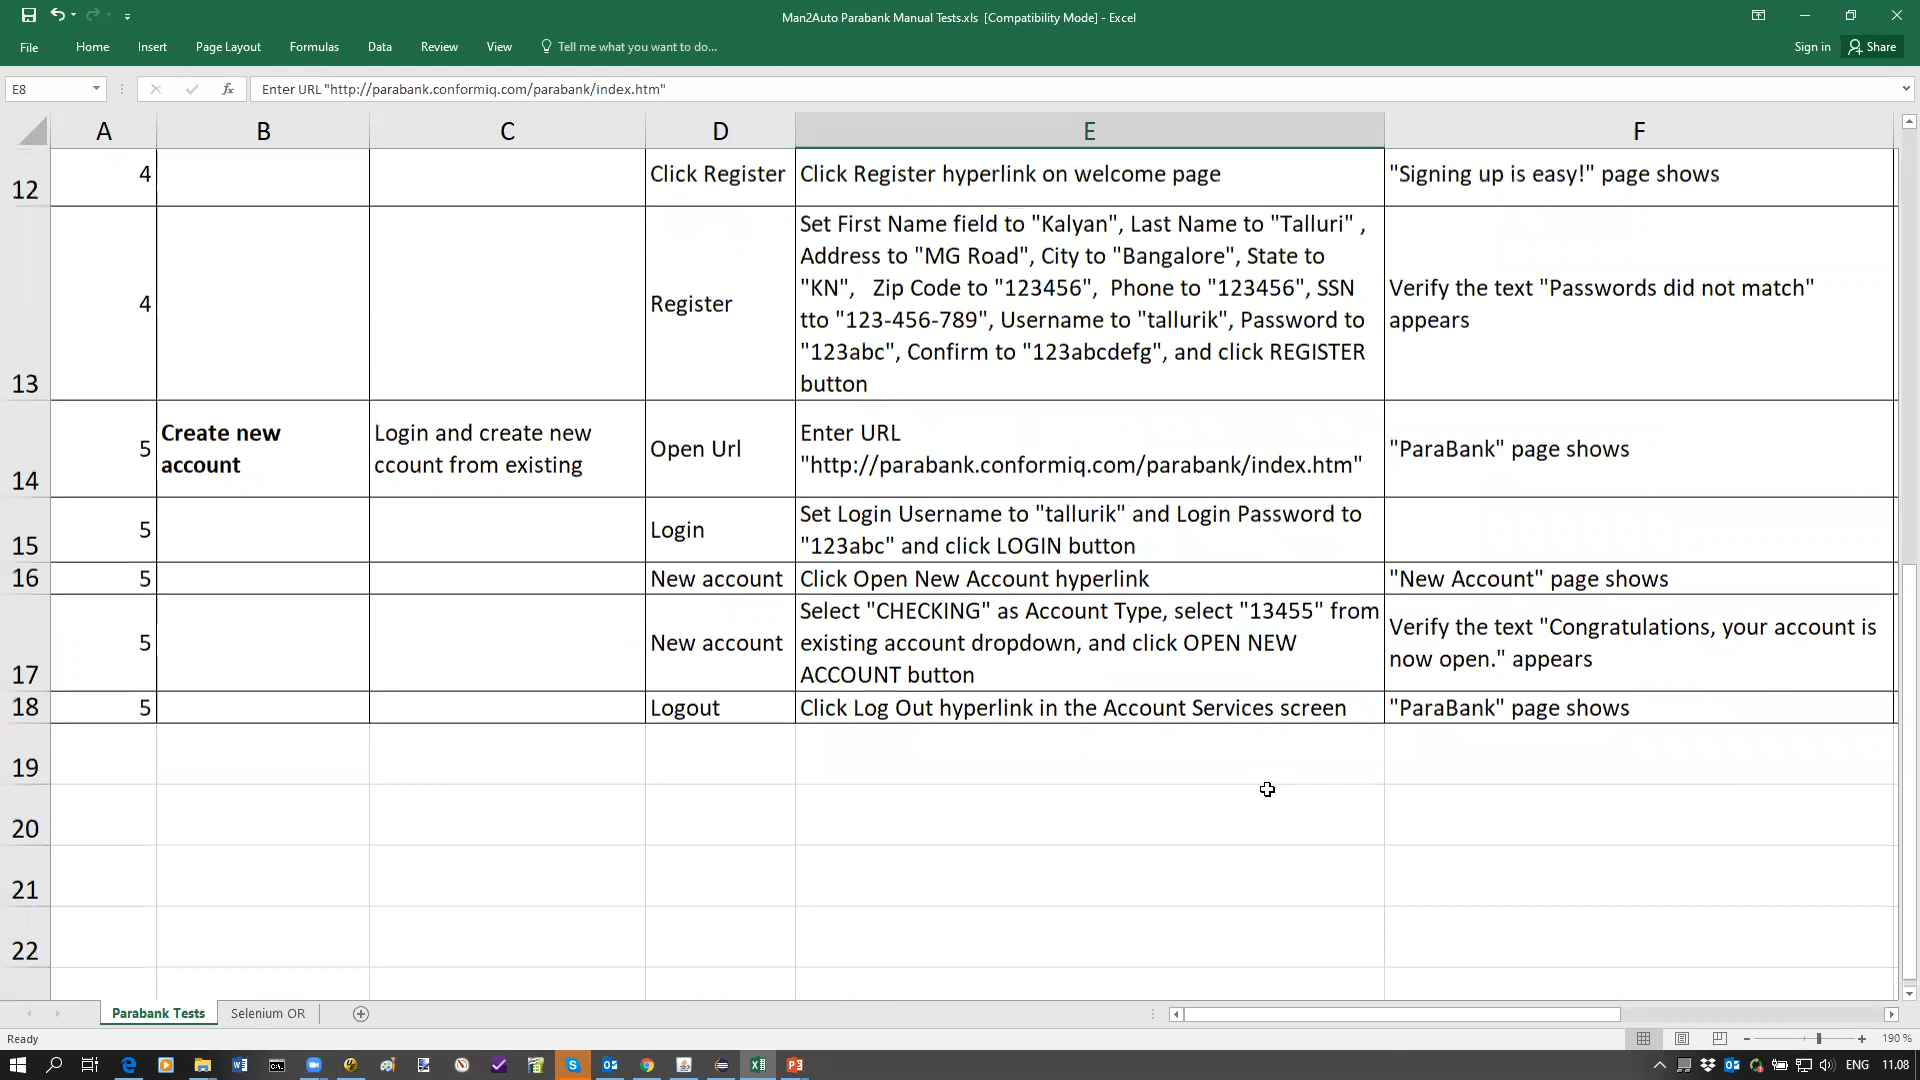 Man2Auto Parabank Manual Tests.xls [Compatibility Mode] - Excel
File Home Insert Page Layout Formulas Data Review View Tell me what you want to do... Sign in Share
E8 fx Enter URL "http://parabank.conformiq.com/parabank/index.htm"
A B C D E F
12 4 Click Register Click Register hyperlink on welcome page "Signing up is easy!" page shows
13 4 Register
Set First Name field to "Kalyan", Last Name to "Talluri" ,
Address to "MG Road", City to "Bangalore", State to
"KN", Zip Code to "123456", Phone to "123456", SSN
tto "123-456-789", Username to "tallurik", Password to
"123abc", Confirm to "123abcdefg", and click REGISTER
button
Verify the text "Passwords did not match"
appears
14 5
Create new
account
Login and create new
ccount from existing
Open Url
Enter URL
"http://parabank.conformiq.com/parabank/index.htm"
"ParaBank" page shows
15 5 Login
Set Login Username to "tallurik" and Login Password to
"123abc" and click LOGIN button
16 5 New account Click Open New Account hyperlink "New Account" page shows
17 5 New account
Select "CHECKING" as Account Type, select "13455" from
existing account dropdown, and click OPEN NEW
ACCOUNT button
Verify the text "Congratulations, your account is
now open." appears
18 5 Logout Click Log Out hyperlink in the Account Services screen "ParaBank" page shows
19
20
21
22
Parabank Tests Selenium OR
Ready 190 %
ENG 11.08